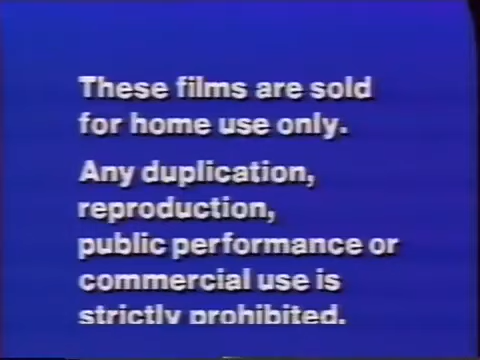 These films are sold
for home use only.
Any duplication,
reproduction,
public performance or
commercial use is
strictly prohibited.